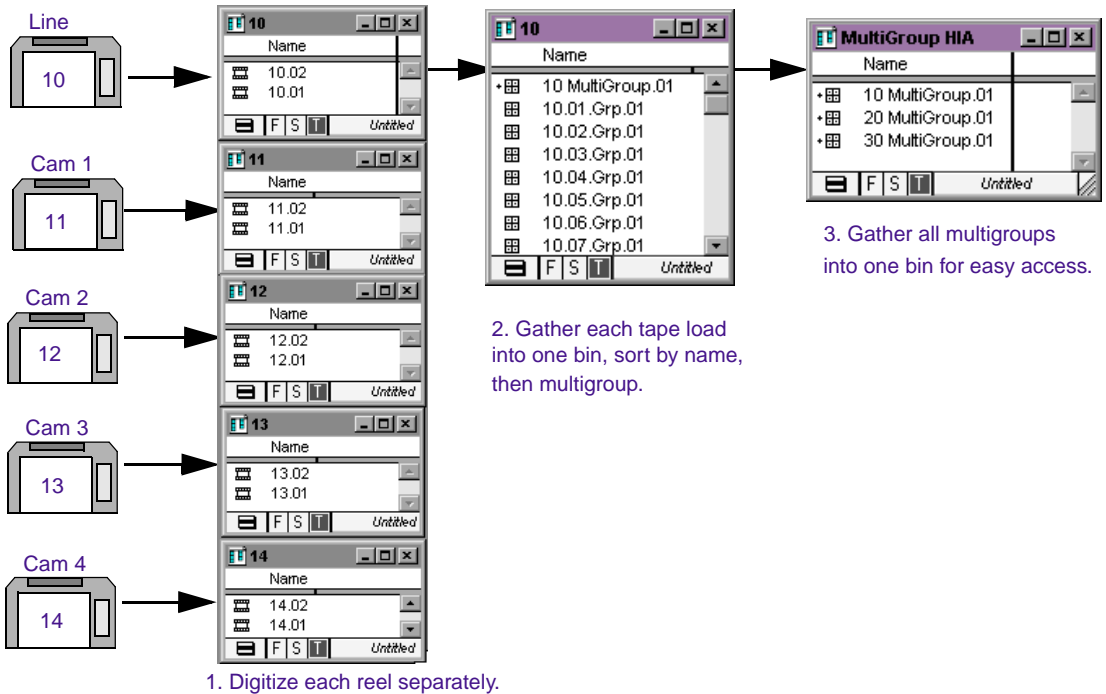 Line
10
Cam 1
11
Cam 2
12
Cam 3
13
Cam 4
14
10
Name
10.02
10.01
F S T Untitled
11
Name
11.02
11.01
F S T Untitled
12
Name
12.02
12.01
F S T Untitled
13
Name
13.02
13.01
F S T Untitled
14
Name
14.02
14.01
F S T Untitled
1. Digitize each reel separately.
10
Name
10 MultiGroup.01
10.01.Grp.01
10.02.Grp.01
10.03.Grp.01
10.04.Grp.01
10.05.Grp.01
10.06.Grp.01
10.07.Grp.01
F S T Untitled
2. Gather each tape load
into one bin, sort by name,
then multigroup.
MultiGroup HIA
Name
10 MultiGroup.01
20 MultiGroup.01
30 MultiGroup.01
F S T Untitled
3. Gather all multigroups
into one bin for easy access.